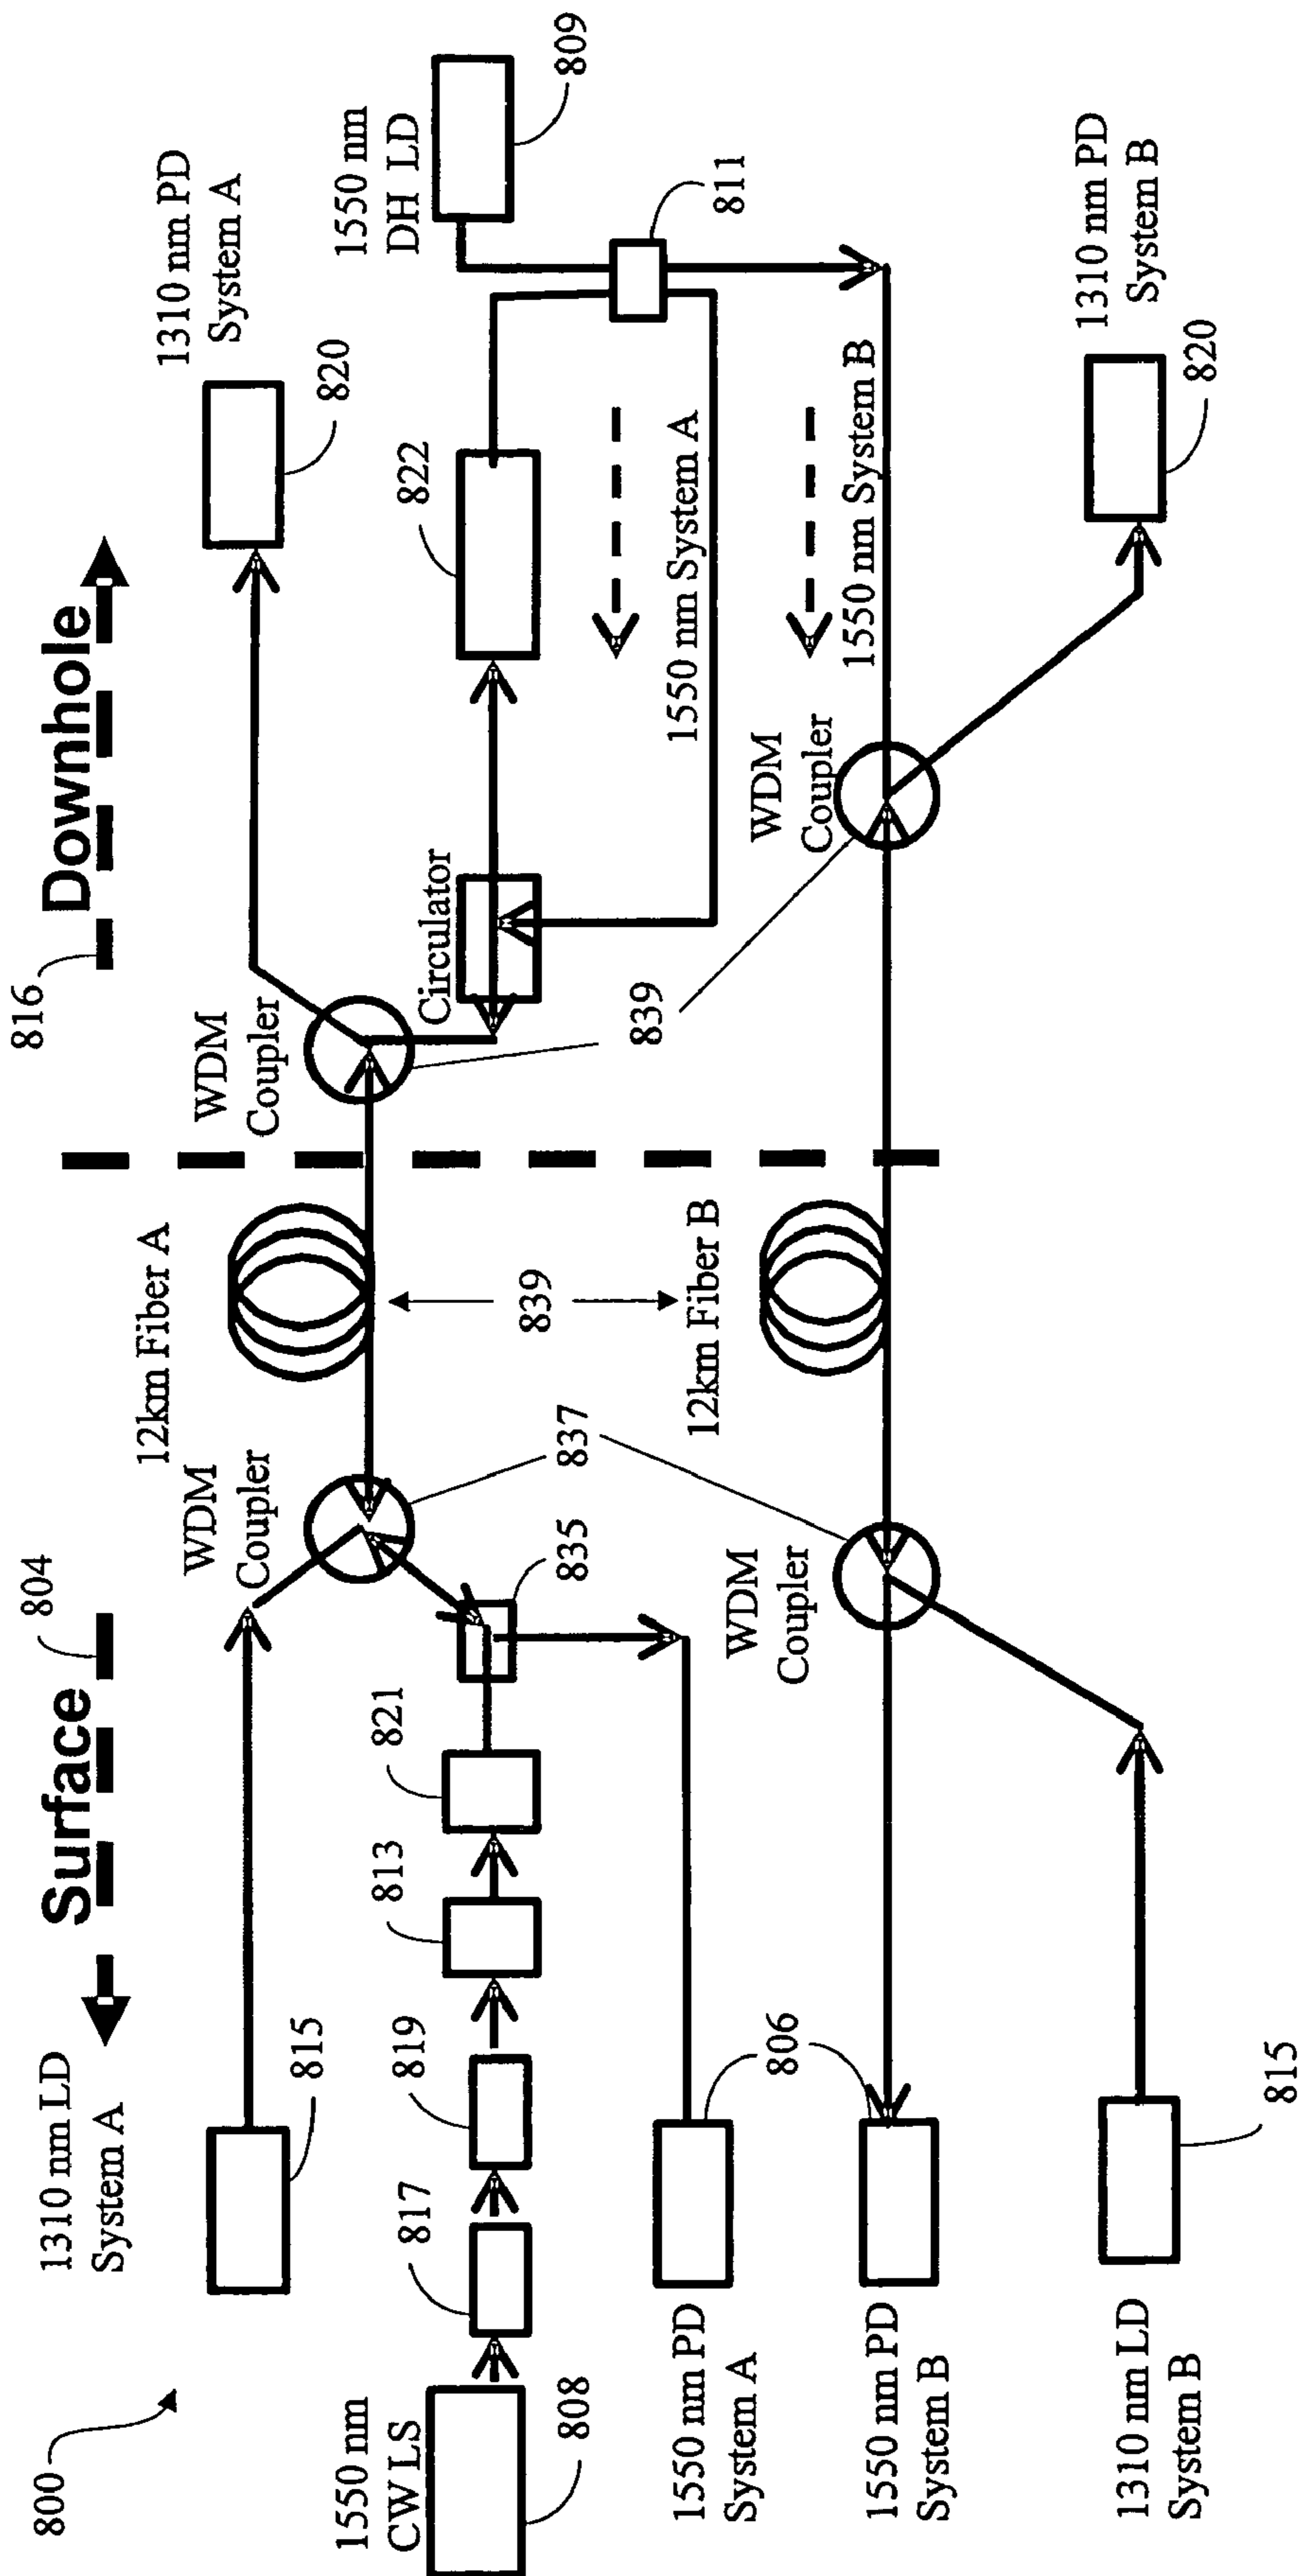 800
Surface
804
816
Downhole
1310 nm LD
System A
815
WDM
Coupler
12km Fiber A
WDM
Coupler
1310 nm PD
System A
820
1550 nm
CW LS
808
817
819
813
821
835
837
839
839
Circulator
822
1550 nm
DH LD
809
811
1550 nm PD
System A
806
1550 nm System A
1550 nm PD
System B
WDM
Coupler
12km Fiber B
WDM
Coupler
1550 nm System B
1310 nm LD
System B
815
1310 nm PD
System B
820